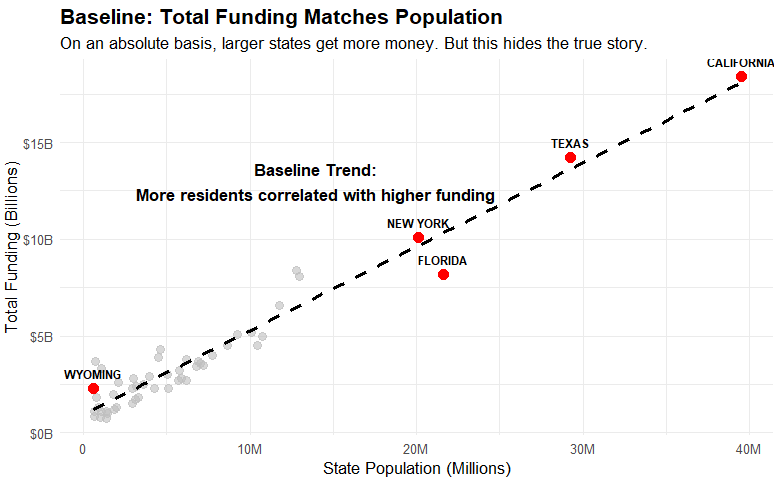 Baseline: Total Funding Matches Population
On an absolute basis, larger states get more money. But this hides the true story.
CALIFORNIA
TEXAS
Baseline Trend:
More residents correlated with higher funding
NEW YORK
FLORIDA
WYOMING
Total Funding (Billions)
$15B
$10B
$5B
$0B
0
10M
20M
30M
40M
State Population (Millions)